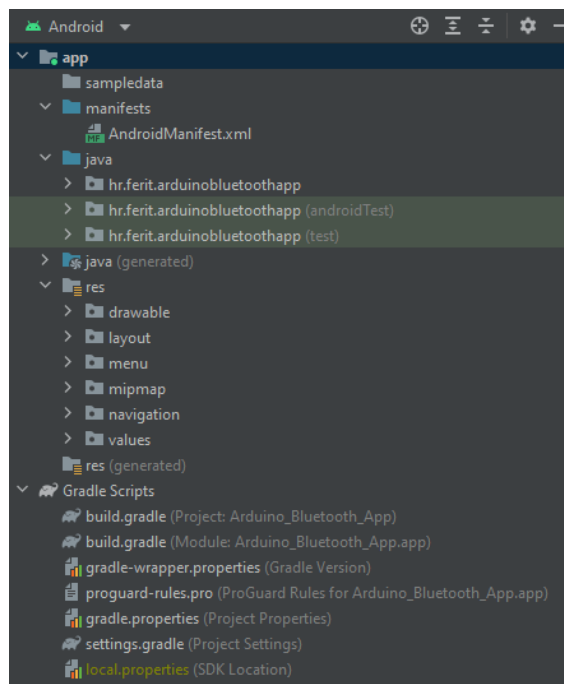 Android
app
sampledata
manifests
MF AndroidManifest.xml
java
hr.ferit.arduinobluetoothapp
hr.ferit.arduinobluetoothapp (androidTest)
hr.ferit.arduinobluetoothapp (test)
java (generated)
res
drawable
layout
menu
mipmap
navigation
values
res (generated)
Gradle Scripts
build.gradle (Project: Arduino_Bluetooth_App)
build.gradle (Module: Arduino_Bluetooth_App.app)
gradle-wrapper.properties (Gradle Version)
proguard-rules.pro (ProGuard Rules for Arduino_Bluetooth_App.app)
gradle.properties (Project Properties)
settings.gradle (Project Settings)
local.properties (SDK Location)